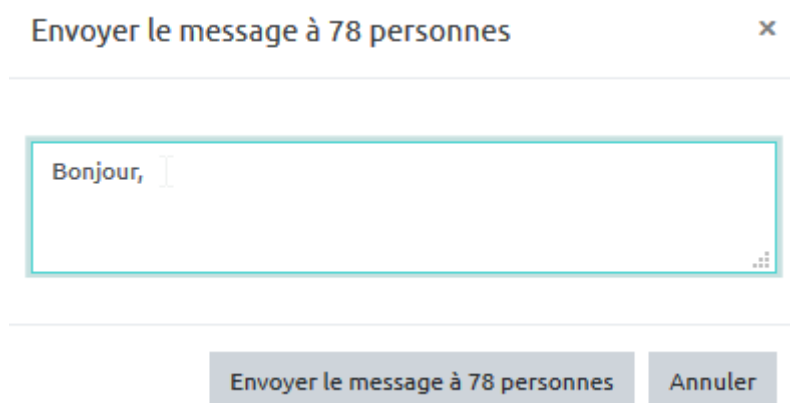 Envoyer le message à 78 personnes
×
Bonjour,
Envoyer le message à 78 personnes
Annuler